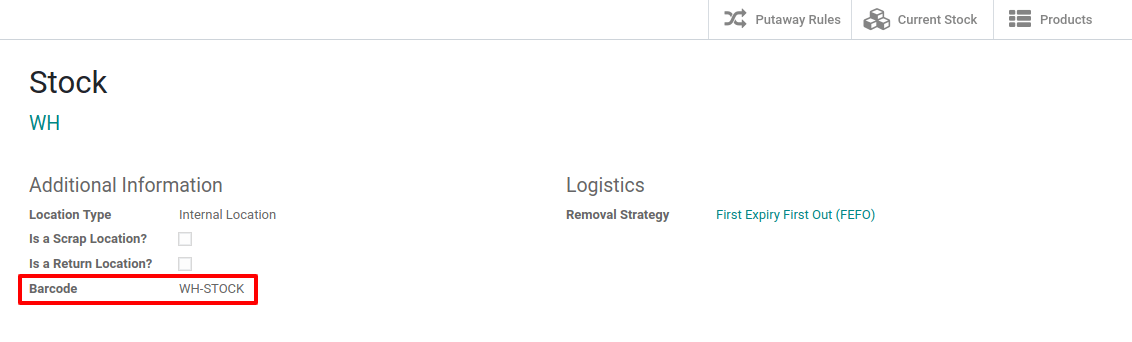 Putaway Rules Current Stock Products
Stock
WH
Additional Information
Location Type Internal Location
Is a Scrap Location?
Is a Return Location?
Barcode WH-STOCK
Logistics
Removal Strategy First Expiry First Out (FEFO)